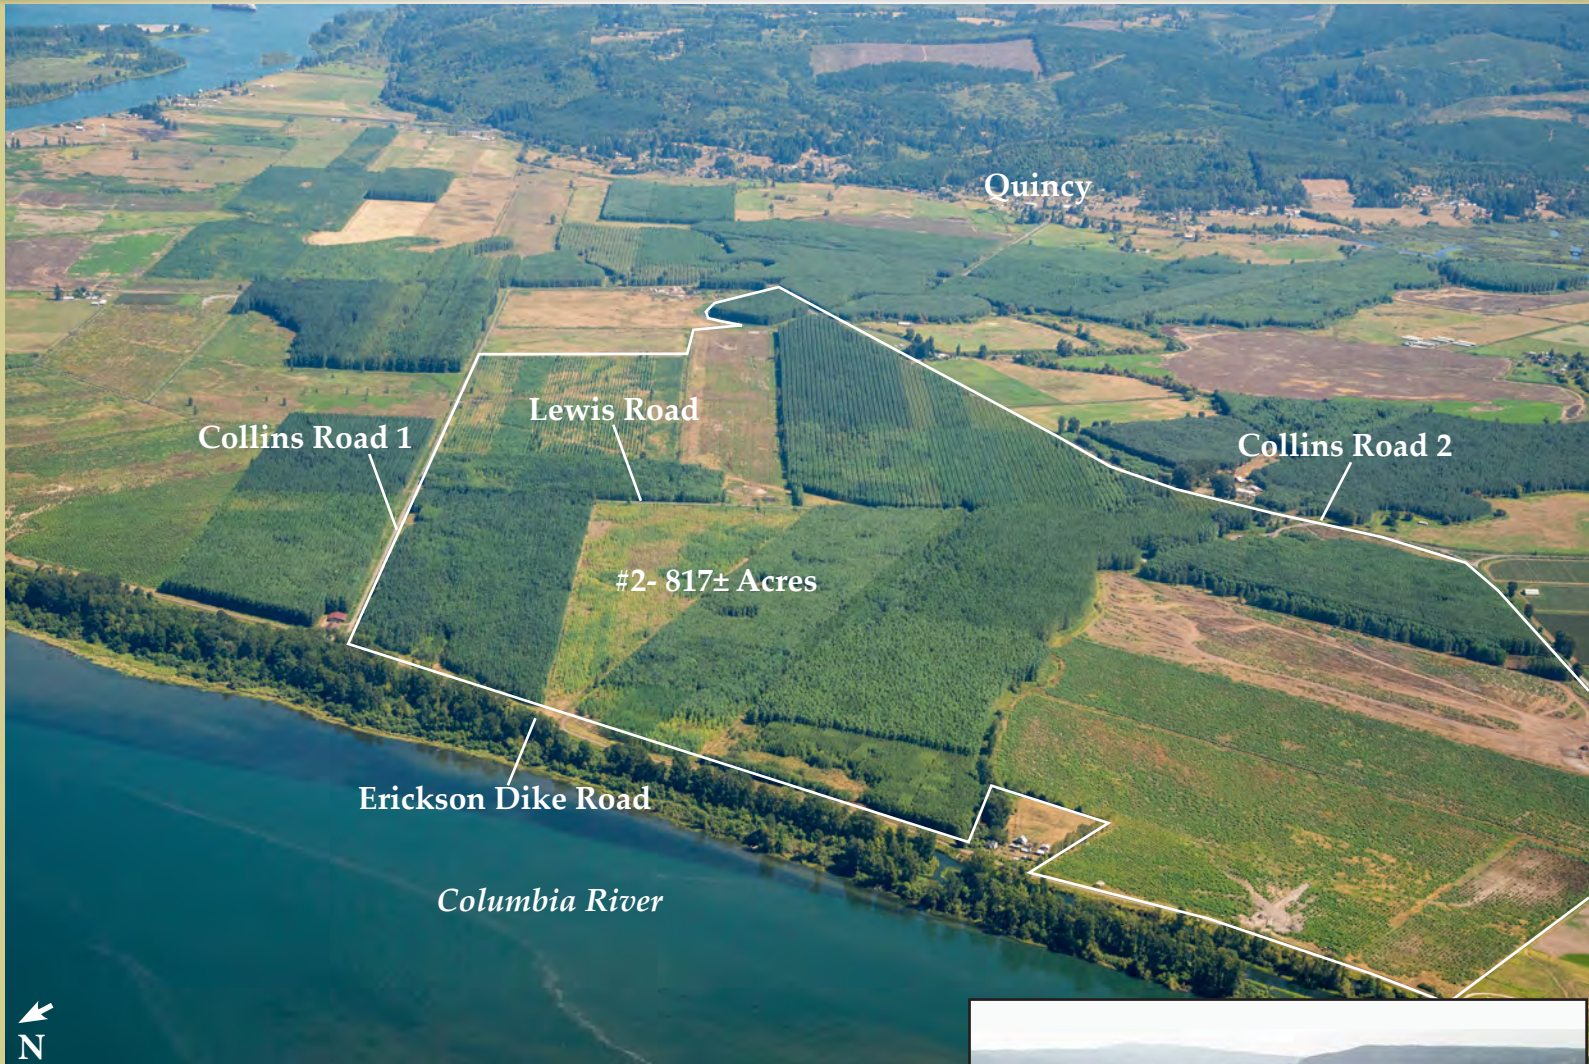 Quincy
Lewis Road
Collins Road 1
Collins Road 2
#2- 817± Acres
Erickson Dike Road
Columbia River
N